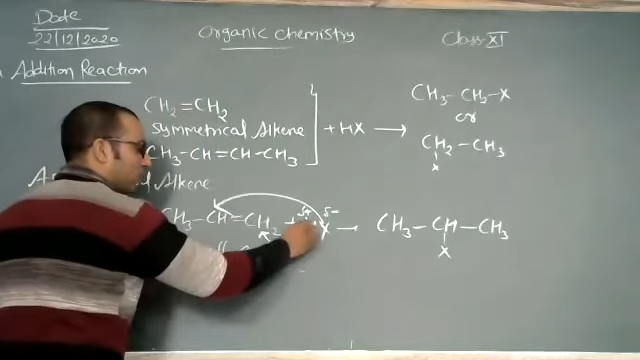 Date
22/12/2020
Organic Chemistry
Class XI
Addition Reaction
CH2=CH2
Symmetrical Alkene
CH3-CH=CH-CH3
+ HX →
CH3-CH2-X
or
CH2-CH3
X
Alkene
CH3-CH=CH2 + δ+ δ- X → CH3-CH-CH3
X